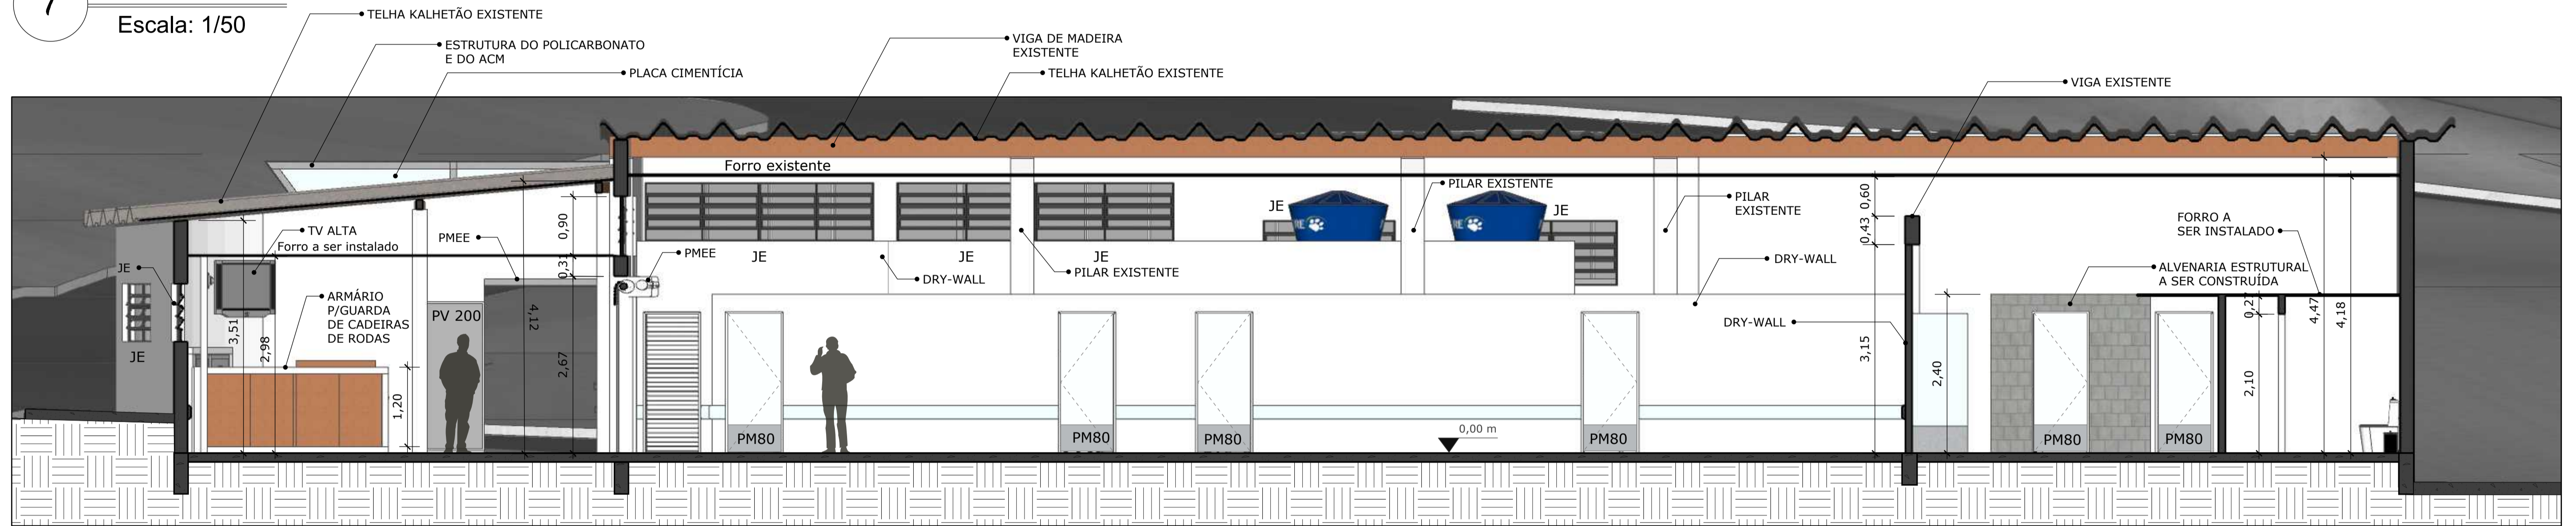 7
Escala: 1/50
TELHA KALHETÃO EXISTENTE
ESTRUTURA DO POLICARBONATO
E DO ACM
PLACA CIMENTÍCIA
VIGA DE MADEIRA
EXISTENTE
TELHA KALHETÃO EXISTENTE
VIGA EXISTENTE
Forro existente
TV ALTA
Forro a ser instalado
PMEE
JE
JE
ARMÁRIO
P/GUARDA
DE CADEIRAS
DE RODAS
PV 200
3,51
2,98
1,20
4,12
0,90
0,31
2,67
PMEE
JE
JE
JE
DRY-WALL
PILAR EXISTENTE
JE
PILAR EXISTENTE
JE
PILAR
EXISTENTE
DRY-WALL
DRY-WALL
0,60
0,43
3,15
2,40
FORRO A
SER INSTALADO
ALVENARIA ESTRUTURAL
A SER CONSTRUÍDA
2,10
4,47
4,18
PM80
PM80
PM80
0,00 m
PM80
PM80
PM80